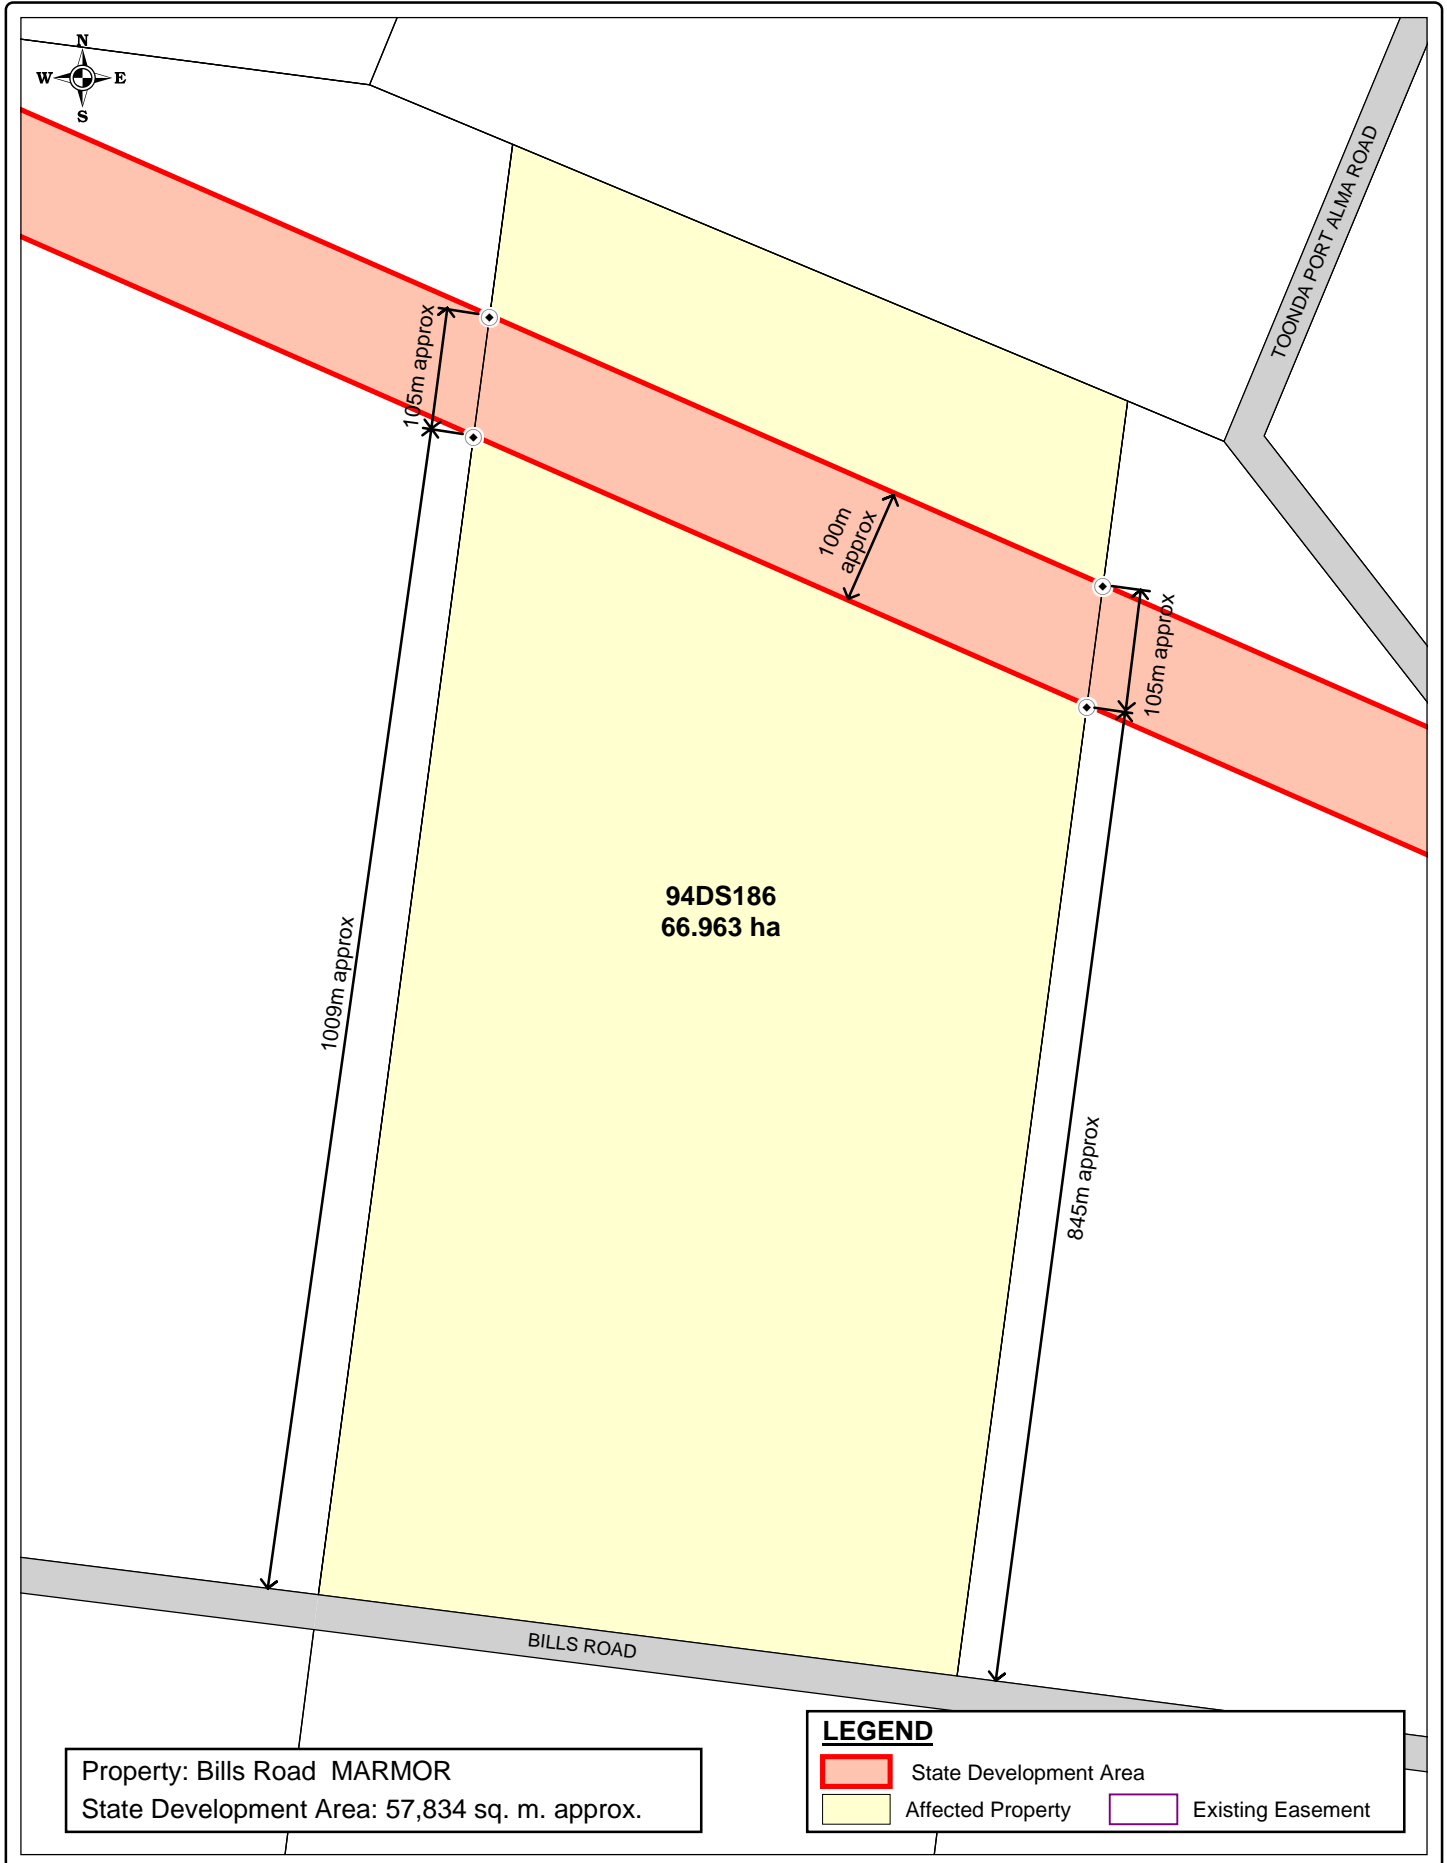 N
W E
S
TOONDA PORT ALMA ROAD
105m approx
100m
approx
105m approx
94DS186
66.963 ha
1009m approx
845m approx
BILLS ROAD
Property: Bills Road MARMOR
State Development Area: 57,834 sq. m. approx.
LEGEND
State Development Area
Affected Property
Existing Easement